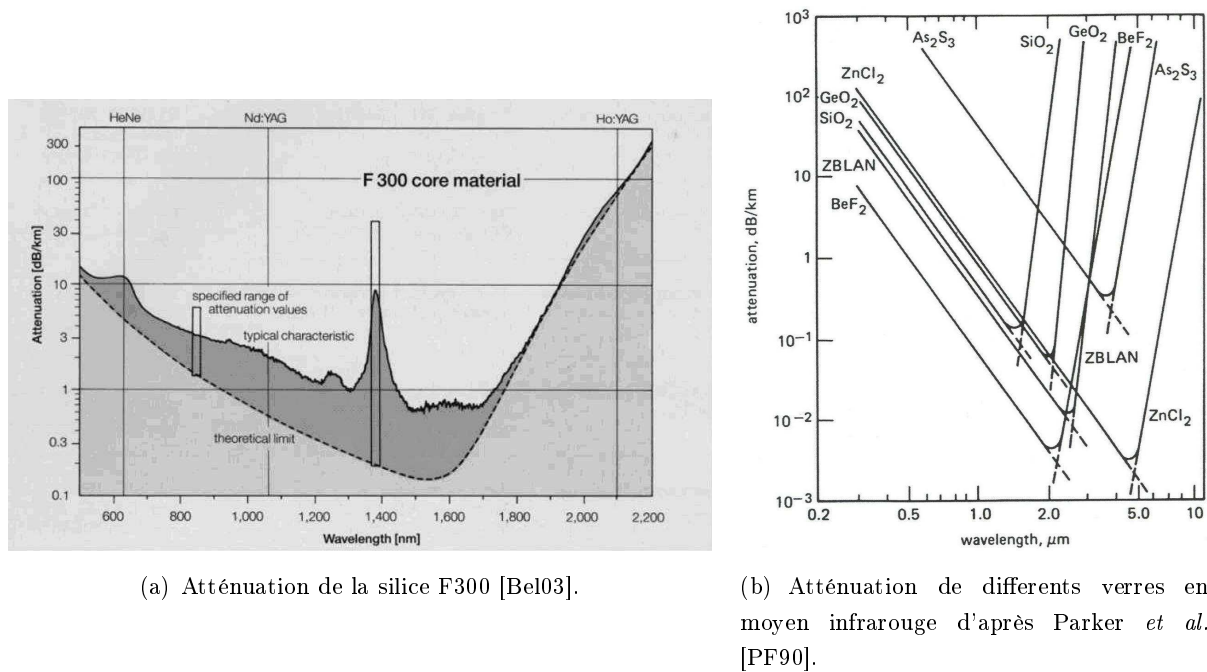 HeNe
Nd:YAG
Ho:YAG
300
100
30
10
3
1
0.3
0.1
Attenuation [dB/km]
F 300 core material
specified range of
attenuation values
typical characteristic
theoretical limit
600 800 1,000 1,200 1,400 1,600 1,800 2,000 2,200
Wavelength [nm]
(a) Atténuation de la silice F300 [Bel03].
10³
10²
10
1
10⁻¹
10⁻²
10⁻³
attenuation, dB/km
As₂S₃
SiO₂
GeO₂
BeF₂
As₂S₃
ZnCl₂
GeO₂
SiO₂
ZBLAN
BeF₂
ZBLAN
ZnCl₂
0.2 0.5 1.0 2.0 5.0 10
wavelength, μm
(b) Atténuation de differents verres en
moyen infrarouge d'après Parker et al.
[PF90].